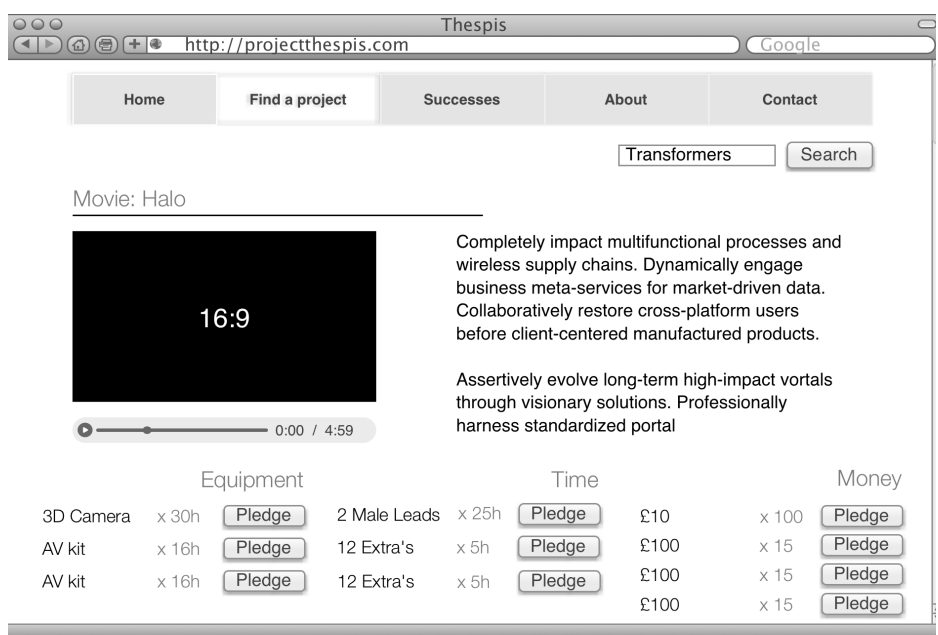 Thespis
http://projectthespis.com
Google
Home Find a project Successes About Contact
Transformers Search
Movie: Halo
16:9
0:00 / 4:59
Completely impact multifunctional processes and
wireless supply chains. Dynamically engage
business meta-services for market-driven data.
Collaboratively restore cross-platform users
before client-centered manufactured products.
Assertively evolve long-term high-impact vortals
through visionary solutions. Professionally
harness standardized portal
Equipment
3D Camera x 30h Pledge
AV kit x 16h Pledge
AV kit x 16h Pledge
Time
2 Male Leads x 25h Pledge
12 Extra's x 5h Pledge
12 Extra's x 5h Pledge
Money
£10 x 100 Pledge
£100 x 15 Pledge
£100 x 15 Pledge
£100 x 15 Pledge